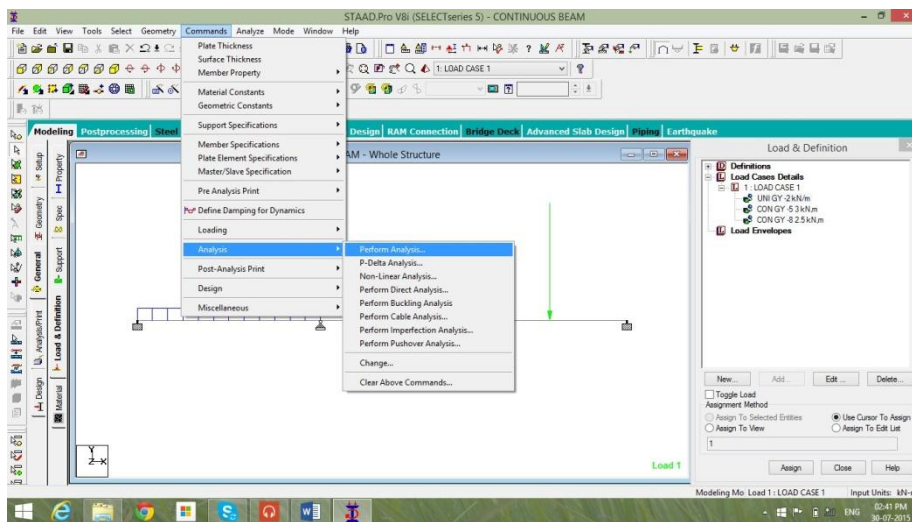 STAAD.Pro V8i (SELECTseries 5) - CONTINUOUS BEAM
File Edit View Tools Select Geometry Commands Analyze Mode Window Help
1: LOAD CASE 1
Modeling Postprocessing Steel Design RAM Connection Bridge Deck Advanced Slab Design Piping Earthquake
Plate Thickness
Surface Thickness
Member Property
Material Constants
Geometric Constants
Support Specifications
Member Specifications
Plate Element Specifications
Master/Slave Specification
Pre Analysis Print
Define Damping for Dynamics
Loading
Analysis
Post-Analysis Print
Design
Miscellaneous
Perform Analysis...
P-Delta Analysis...
Non-Linear Analysis...
Perform Direct Analysis...
Perform Buckling Analysis
Perform Cable Analysis...
Perform Imperfection Analysis...
Perform Pushover Analysis...
Change...
Clear Above Commands...
AM - Whole Structure
Setup
Geometry
General
Analysis/Print
Design
Property
Spec
Support
Load & Definition
Material
Y
Z X
Load 1
Load & Definition
Definitions
Load Cases Details
1 : LOAD CASE 1
UNI GY -2 kN/m
CON GY -5 3 kN,m
CON GY -8 2.5 kN,m
Load Envelopes
New... Add... Edit ... Delete...
Toggle Load
Assignment Method
Assign To Selected Entities Use Cursor To Assign
Assign To View Assign To Edit List
1
Assign Close Help
Modeling Mo Load 1 : LOAD CASE 1 Input Units: kN-
ENG 02:41 PM
30-07-2015